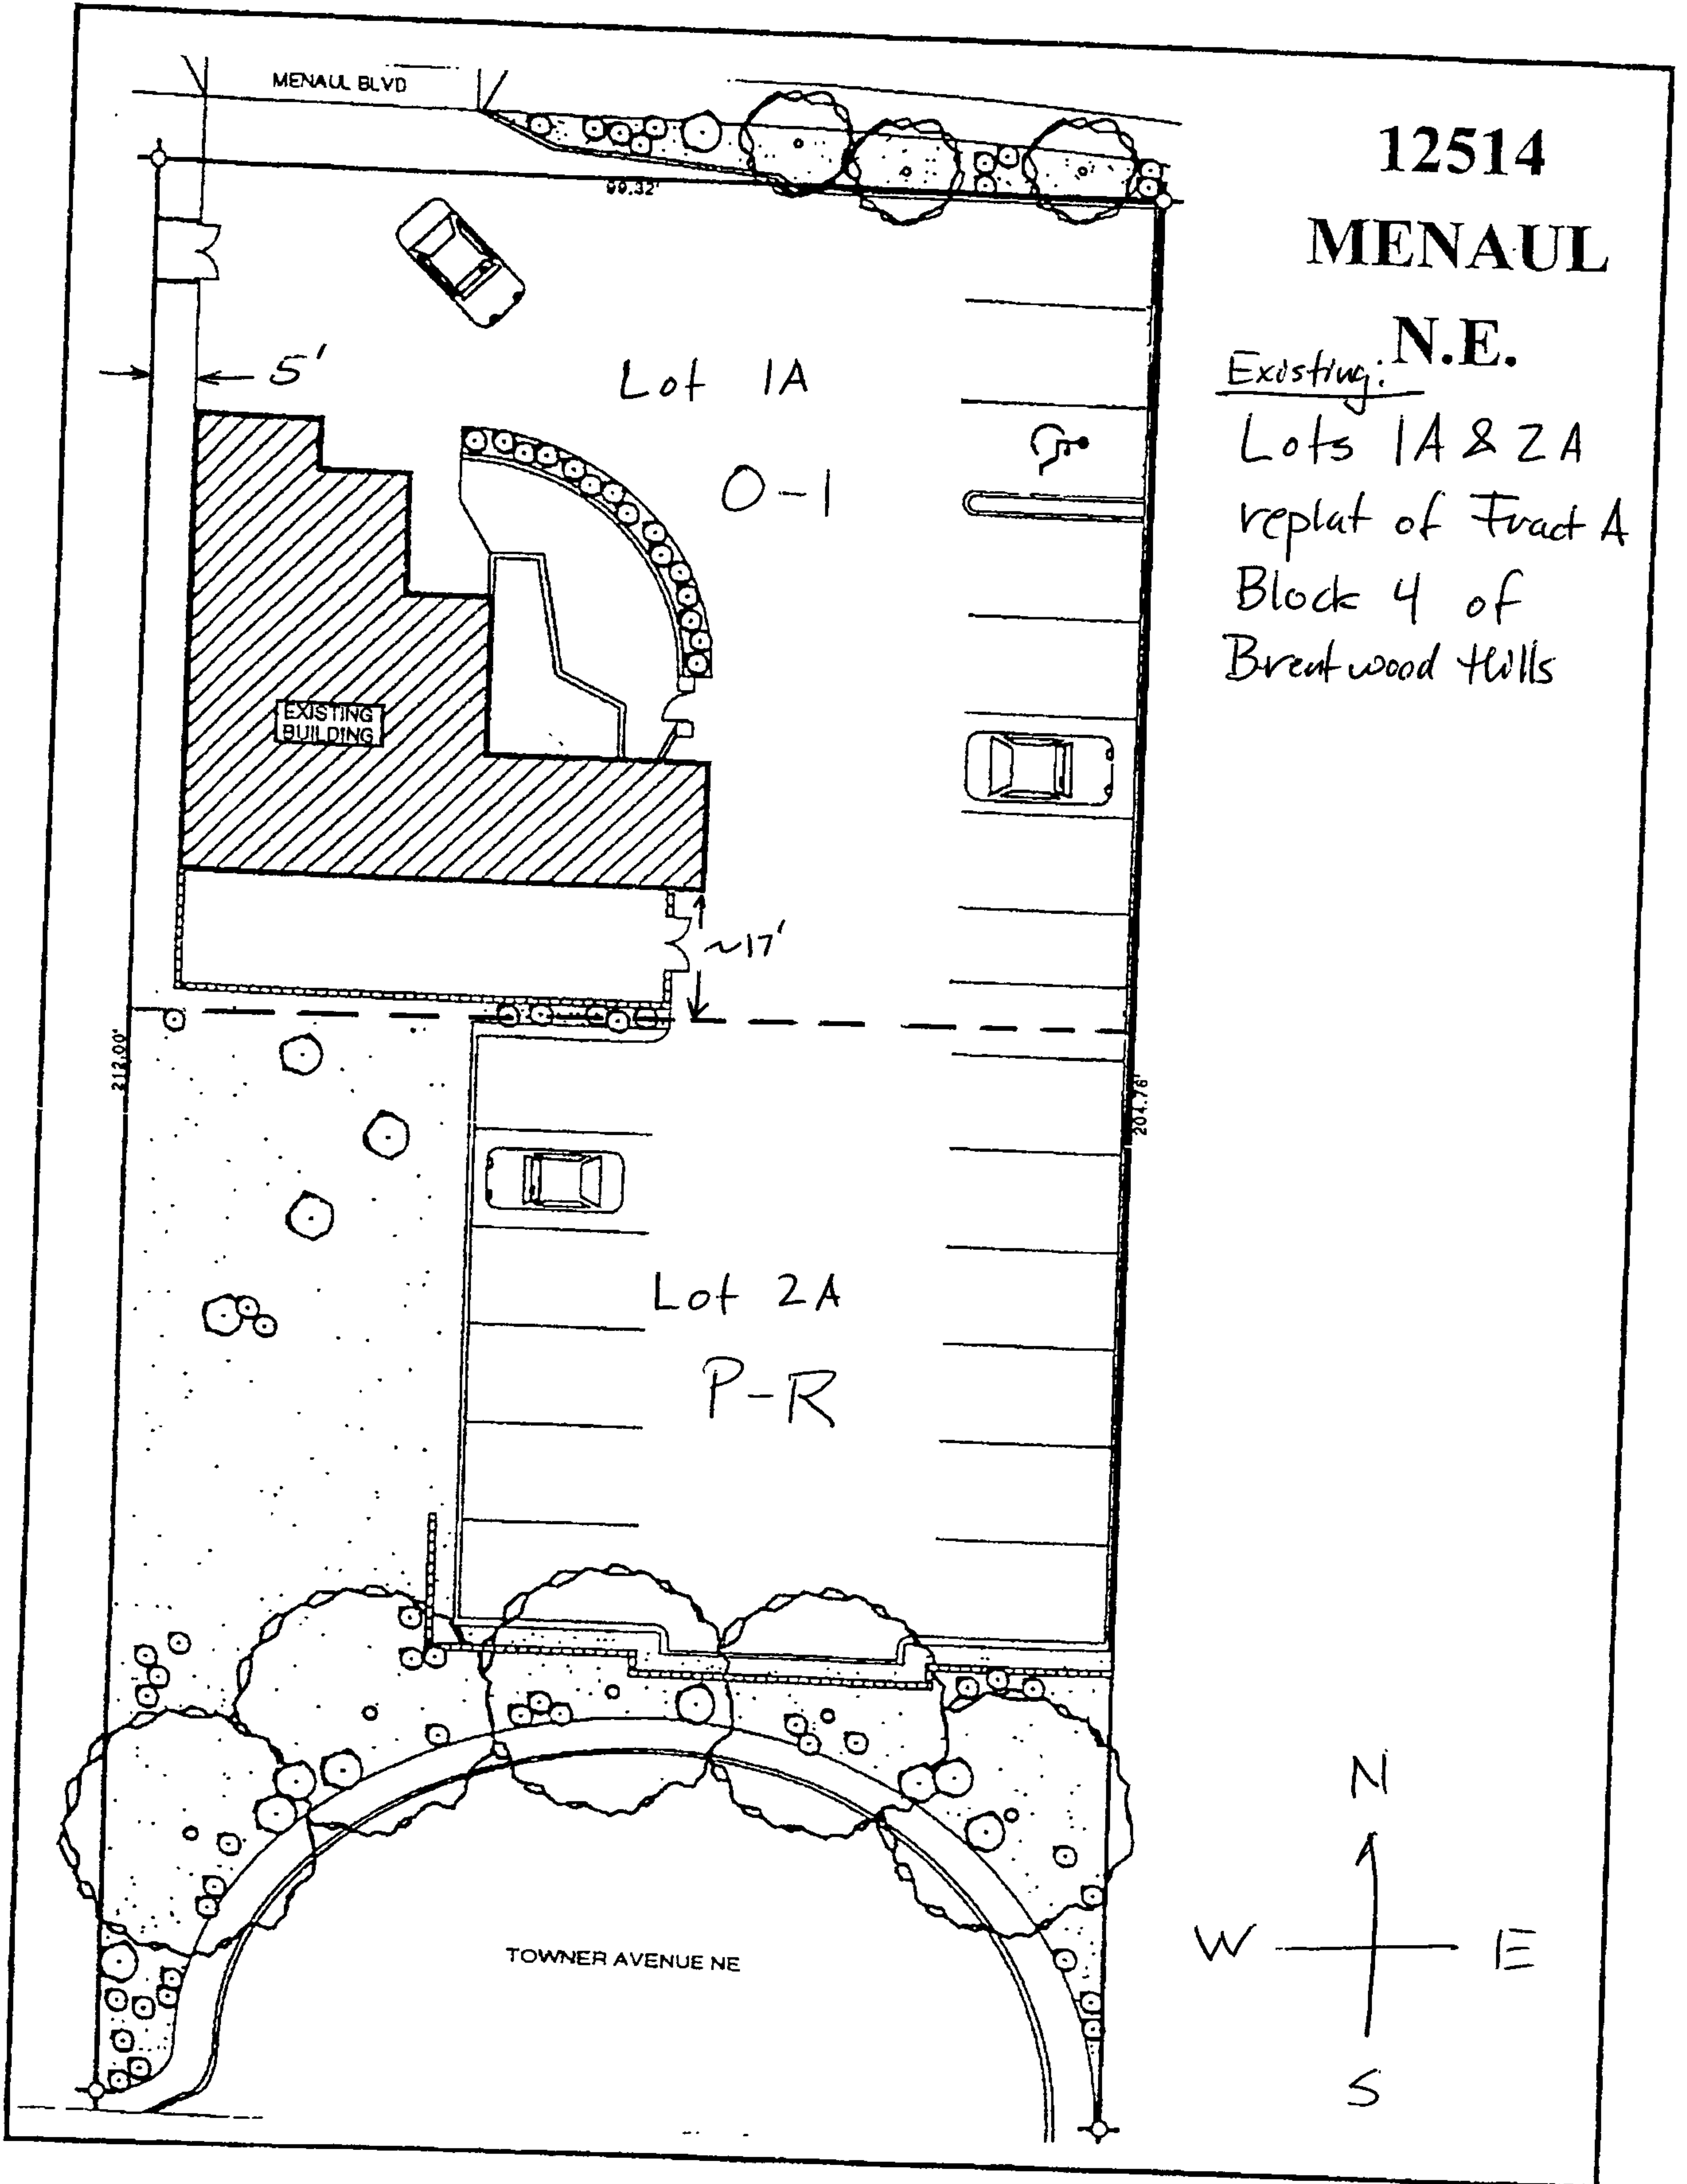 MENAUL BLVD
99.32'
12514
MENAUL
N.E.
Existing:
Lots 1A & 2A
replat of Tract A
Block 4 of
Brentwood Hills
5'
Lot 1A
O-1
EXISTING
BUILDING
~17'
212.00'
204.76'
Lot 2A
P-R
TOWNER AVENUE NE
N
W E
S